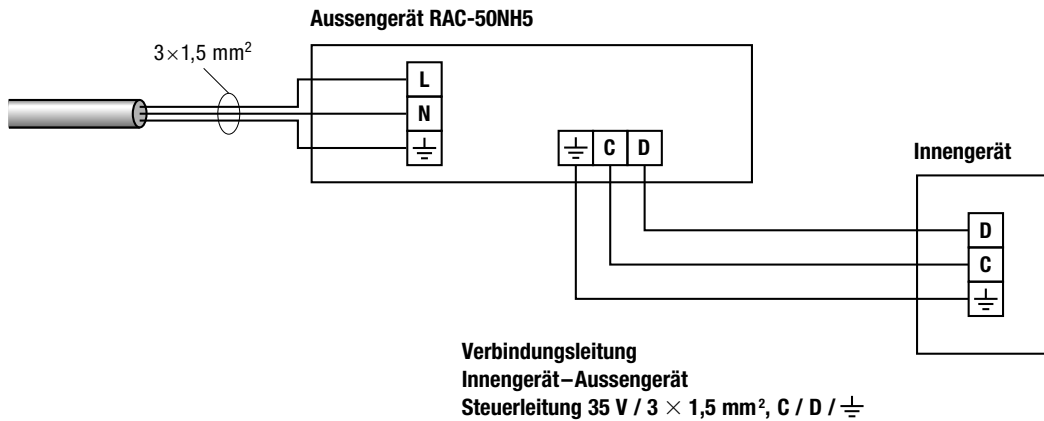 Aussengerät RAC-50NH5
3×1,5 mm²
L
N
⏚
⏚ C D
Innengerät
D
C
⏚
Verbindungsleitung
Innengerät–Aussengerät
Steuerleitung 35 V / 3 × 1,5 mm², C / D / ⏚